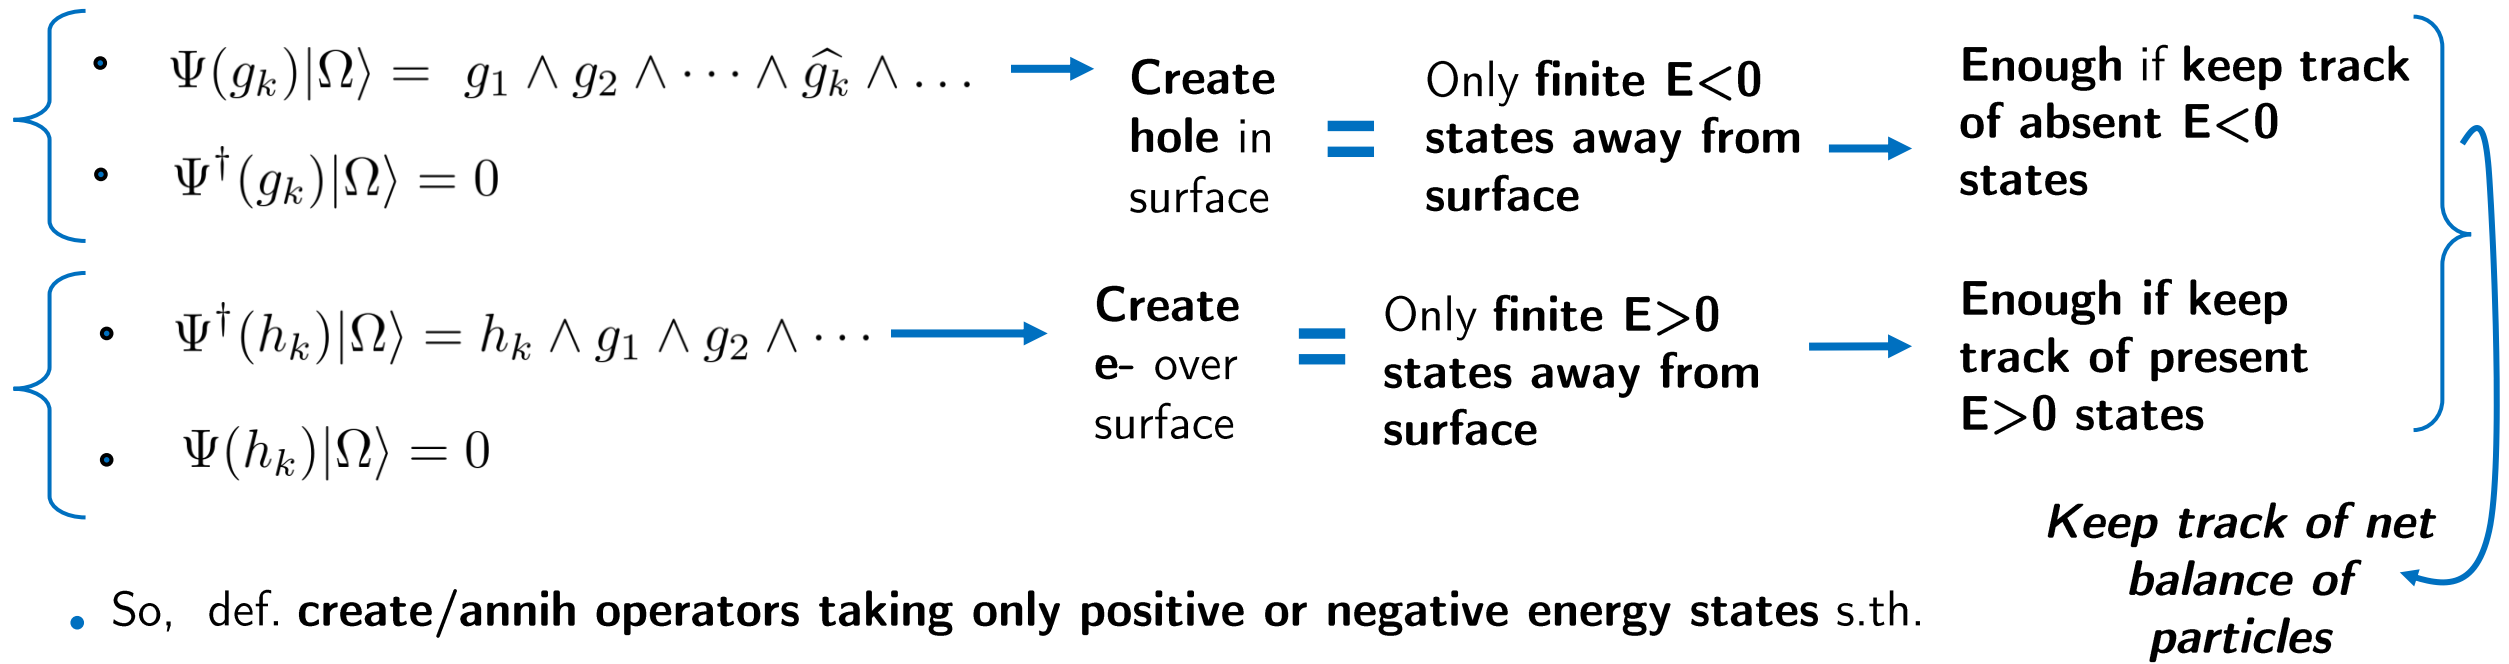 • Ψ(g_k)|Ω⟩ = g_1 ∧ g_2 ∧ ··· ∧ \widehat{g_k} ∧ ...
• Ψ†(g_k)|Ω⟩ = 0
Create
hole in
surface
=
Only finite E<0
states away from
surface
Enough if keep track
of absent E<0
states
• Ψ†(h_k)|Ω⟩ = h_k ∧ g_1 ∧ g_2 ∧ ···
• Ψ(h_k)|Ω⟩ = 0
Create
e- over
surface
=
Only finite E>0
states away from
surface
Enough if keep
track of present
E>0 states
Keep track of net
balance of
particles
• So, def. create/annih operators taking only positive or negative energy states s.th.